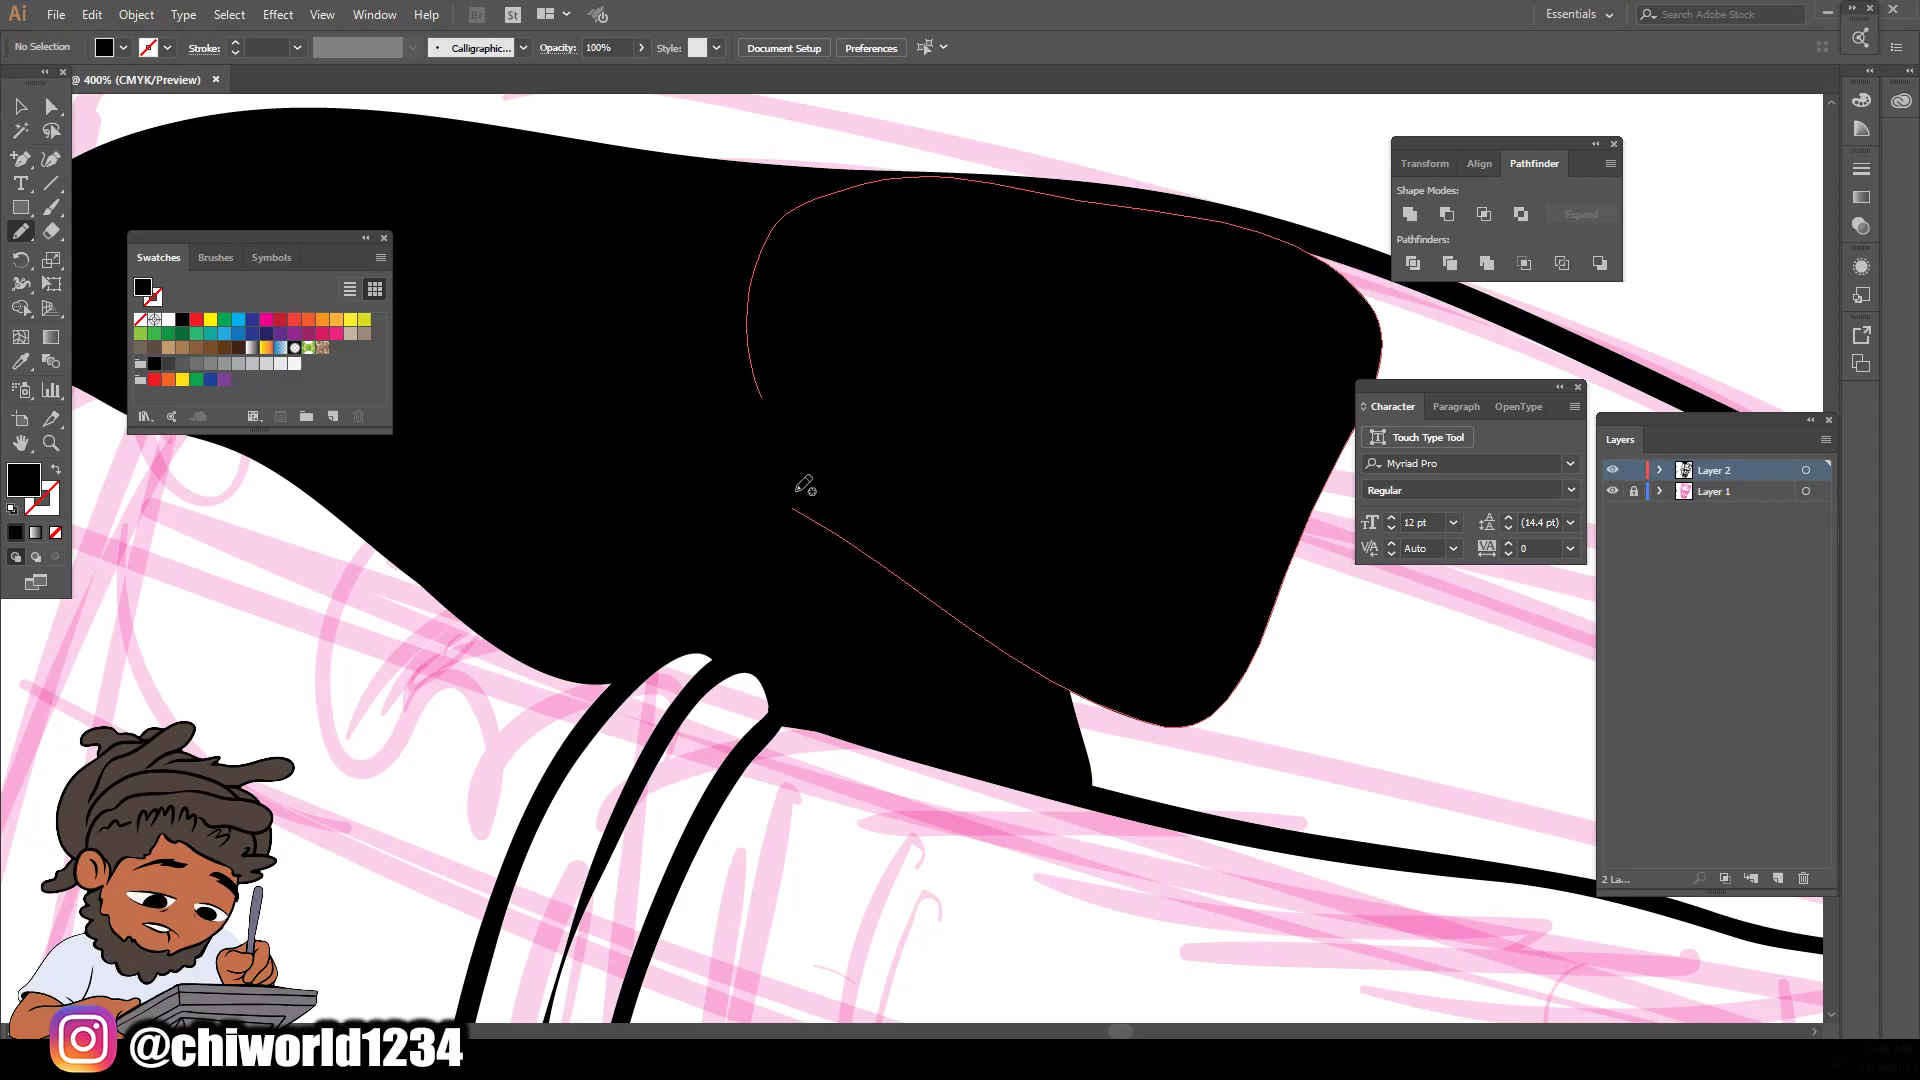 Ai File Edit Object Type Select Effect View Window Help Br St Essentials Search Adobe Stock
No Selection Stroke: Calligraphic... Opacity: 100% Style: Document Setup Preferences
@ 400% (CMYK/Preview)
Transform Align Pathfinder
Shape Modes:
Expand
Pathfinders:
Swatches Brushes Symbols
Character Paragraph OpenType
Touch Type Tool
Myriad Pro
Regular
12 pt (14.4 pt)
Auto 0
Layers
Layer 2
Layer 1
2 La...
@chiworld1234